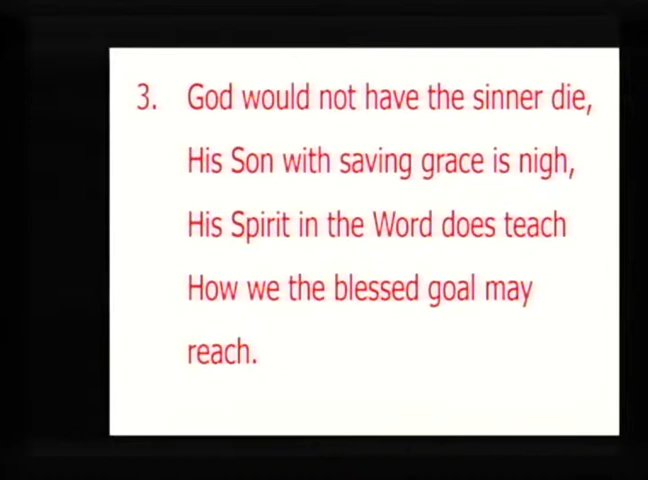 3. God would not have the sinner die,
His Son with saving grace is nigh,
His Spirit in the Word does teach
How we the blessed goal may
reach.